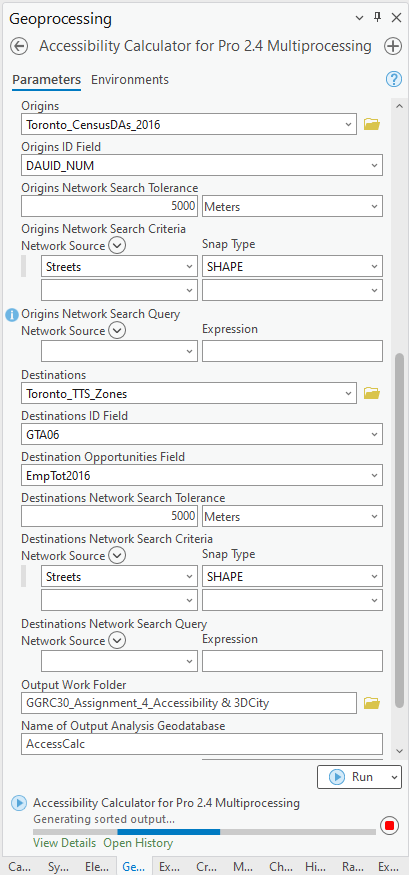 Geoprocessing
Accessibility Calculator for Pro 2.4 Multiprocessing
Parameters Environments
Origins
Toronto_CensusDAs_2016
Origins ID Field
DAUID_NUM
Origins Network Search Tolerance
5000 Meters
Origins Network Search Criteria
Network Source Snap Type
Streets SHAPE
Origins Network Search Query
Network Source Expression
Destinations
Toronto_TTS_Zones
Destinations ID Field
GTA06
Destination Opportunities Field
EmpTot2016
Destinations Network Search Tolerance
5000 Meters
Destinations Network Search Criteria
Network Source Snap Type
Streets SHAPE
Destinations Network Search Query
Network Source Expression
Output Work Folder
GGRC30_Assignment_4_Accessibility & 3DCity
Name of Output Analysis Geodatabase
AccessCalc
Run
Accessibility Calculator for Pro 2.4 Multiprocessing
Generating sorted output...
View Details Open History
Ca... Sy... Ele... Ge... Ex... Cr... M... Ch... Hi... Ra... Ex...